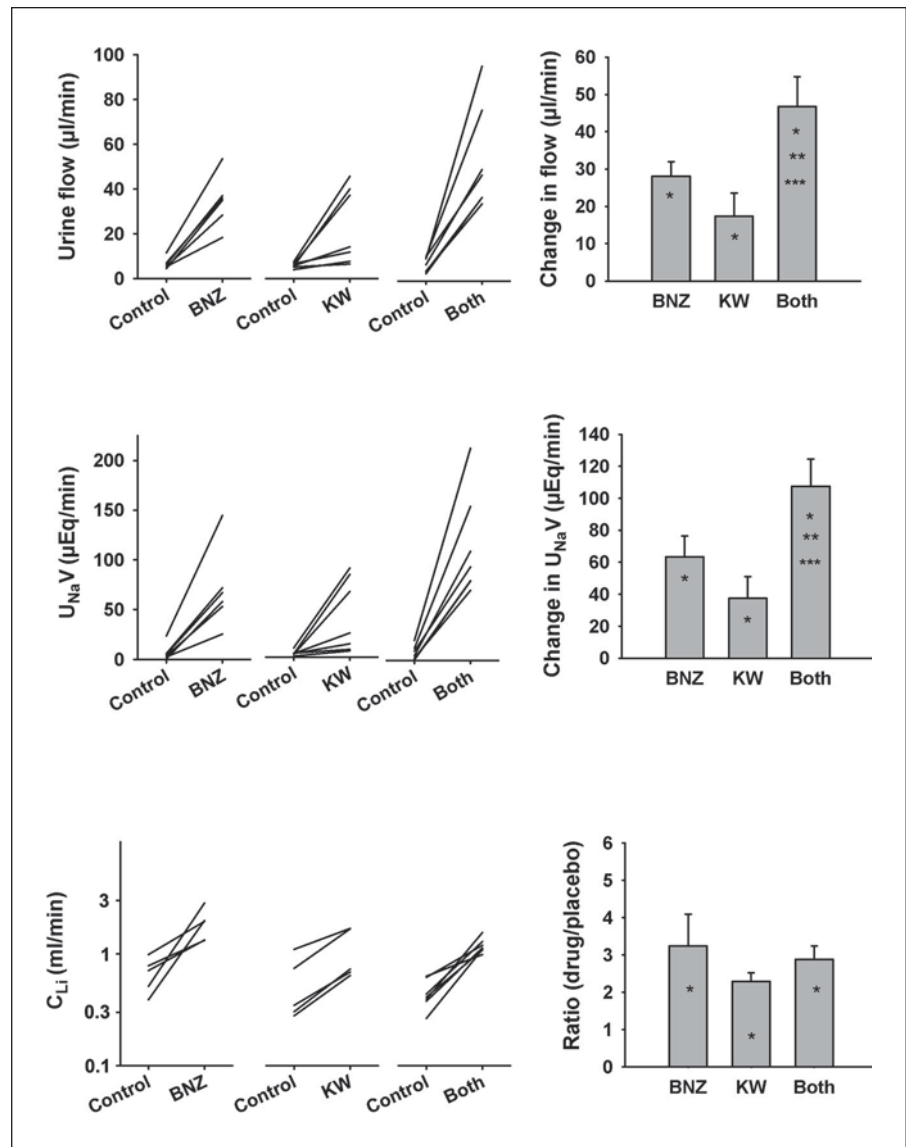 Urine flow (µl/min)
100
80
60
40
20
0
Control
BNZ
Control
KW
Control
Both
Change in flow (µl/min)
60
50
40
30
20
10
0
*
*
*
**
***
BNZ
KW
Both
UNaV (µEq/min)
200
150
100
50
0
Control
BNZ
Control
KW
Control
Both
Change in UNaV (µEq/min)
140
120
100
80
60
40
20
0
*
*
*
**
***
BNZ
KW
Both
CLi (ml/min)
3
1
0.3
0.1
Control
BNZ
Control
KW
Control
Both
Ratio (drug/placebo)
6
5
4
3
2
1
0
*
*
*
BNZ
KW
Both